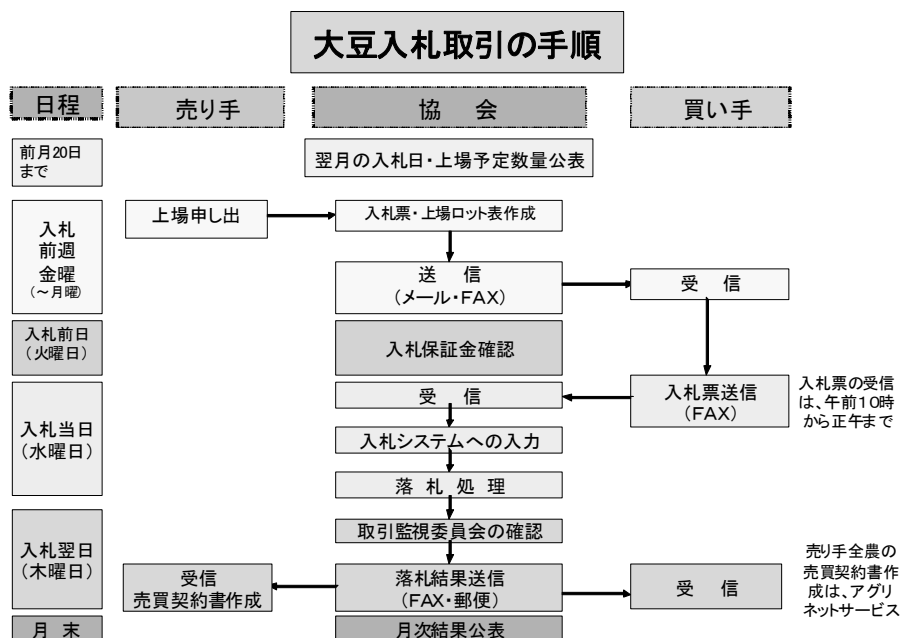 大豆入札取引の手順
日程
売り手
協　会
買い手
前月20日
まで
翌月の入札日・上場予定数量公表
入札
前週
金曜
(～月曜)
上場申し出
入札票・上場ロット表作成
送　信
(メール・FAX)
受　信
入札前日
(火曜日)
入札保証金確認
入札当日
(水曜日)
受　信
入札票送信
(FAX)
入札票の受信
は、午前10時
から正午まで
入札システムへの入力
落 札 処 理
入札翌日
(木曜日)
取引監視委員会の確認
受信
売買契約書作成
落札結果送信
(FAX・郵便)
受　信
売り手全農の
売買契約書作
成は、アグリ
ネットサービス
月　末
月次結果公表